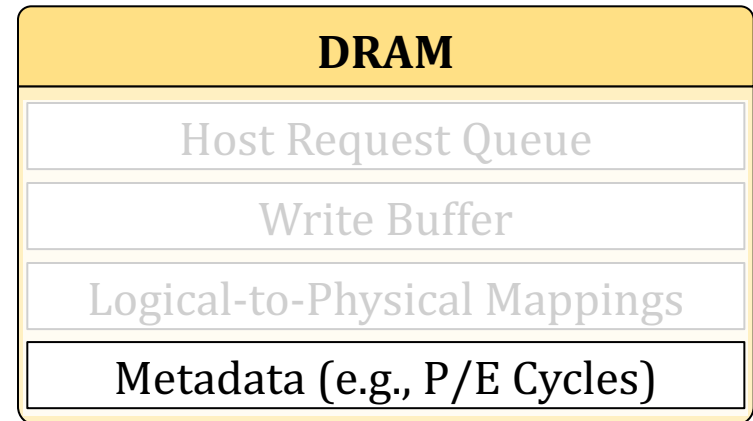 DRAM
Host Request Queue
Write Buffer
Logical-to-Physical Mappings
Metadata (e.g., P/E Cycles)